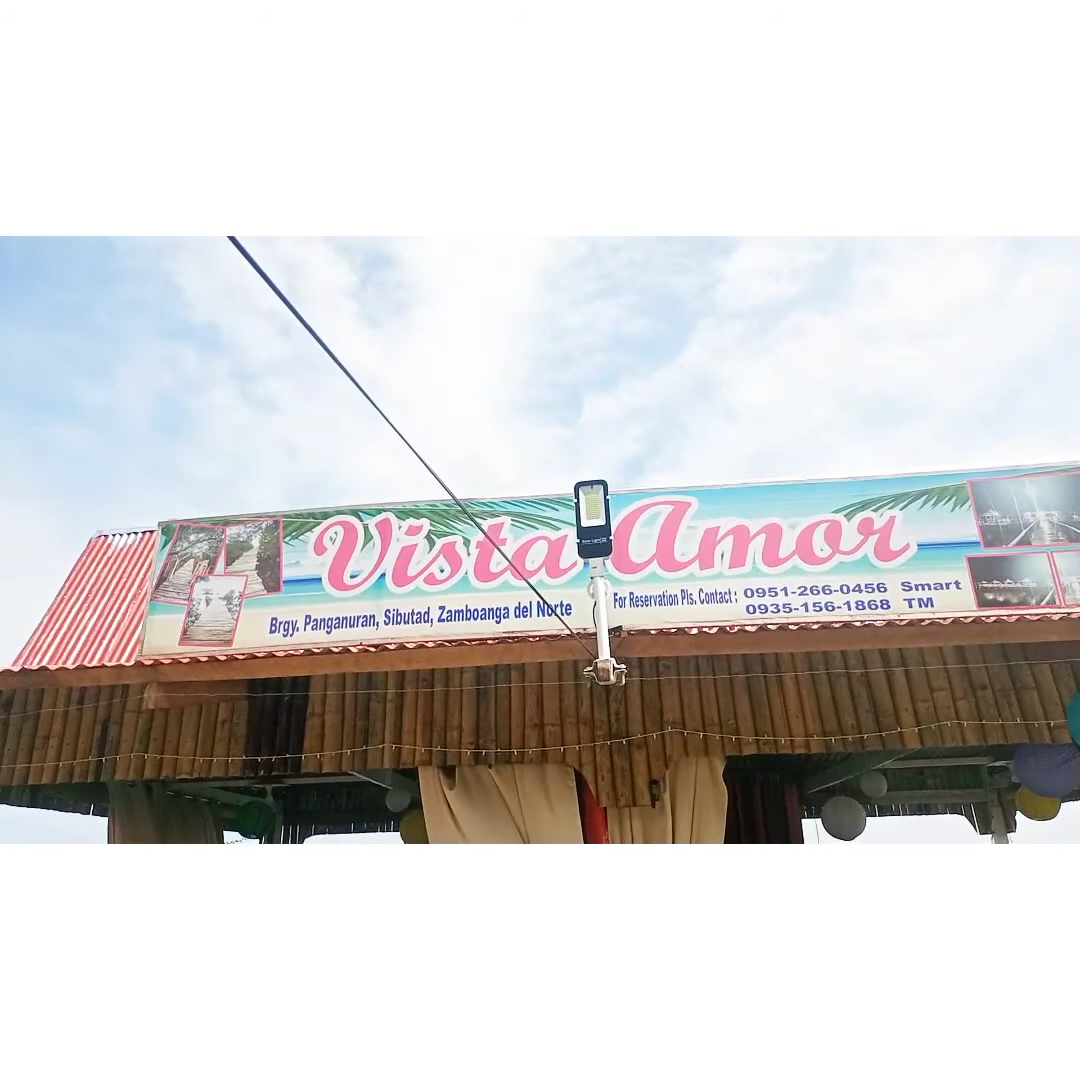 Vista Amor
Brgy. Panganuran, Sibutad, Zamboanga del Norte
For Reservation Pls. Contact : 0951-266-0456 Smart
0935-156-1868 TM